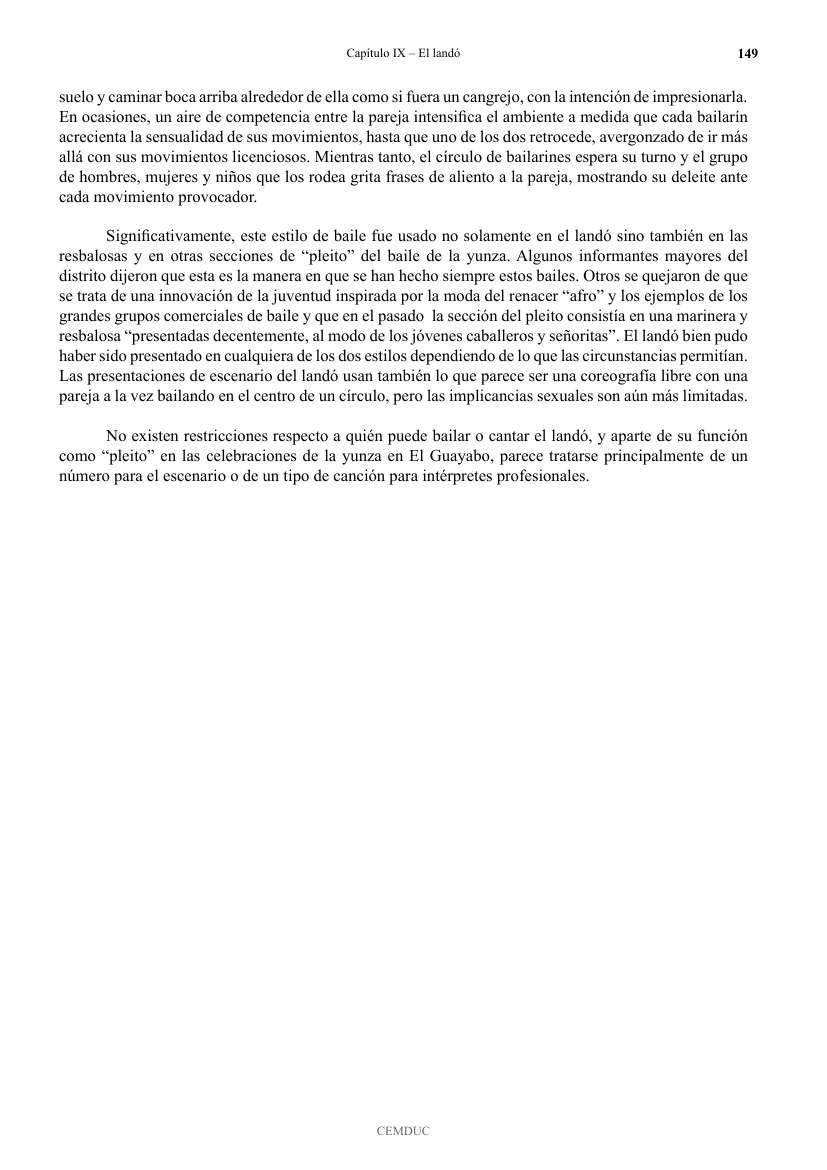 Capítulo IX – El landó 149
suelo y caminar boca arriba alrededor de ella como si fuera un cangrejo, con la intención de impresionarla.
En ocasiones, un aire de competencia entre la pareja intensifica el ambiente a medida que cada bailarín
acrecienta la sensualidad de sus movimientos, hasta que uno de los dos retrocede, avergonzado de ir más
allá con sus movimientos licenciosos. Mientras tanto, el círculo de bailarines espera su turno y el grupo
de hombres, mujeres y niños que los rodea grita frases de aliento a la pareja, mostrando su deleite ante
cada movimiento provocador.
Significativamente, este estilo de baile fue usado no solamente en el landó sino también en las
resbalosas y en otras secciones de “pleito” del baile de la yunza. Algunos informantes mayores del
distrito dijeron que esta es la manera en que se han hecho siempre estos bailes. Otros se quejaron de que
se trata de una innovación de la juventud inspirada por la moda del renacer “afro” y los ejemplos de los
grandes grupos comerciales de baile y que en el pasado  la sección del pleito consistía en una marinera y
resbalosa “presentadas decentemente, al modo de los jóvenes caballeros y señoritas”. El landó bien pudo
haber sido presentado en cualquiera de los dos estilos dependiendo de lo que las circunstancias permitían.
Las presentaciones de escenario del landó usan también lo que parece ser una coreografía libre con una
pareja a la vez bailando en el centro de un círculo, pero las implicancias sexuales son aún más limitadas.
No existen restricciones respecto a quién puede bailar o cantar el landó, y aparte de su función
como “pleito” en las celebraciones de la yunza en El Guayabo, parece tratarse principalmente de un
número para el escenario o de un tipo de canción para intérpretes profesionales.
CEMDUC